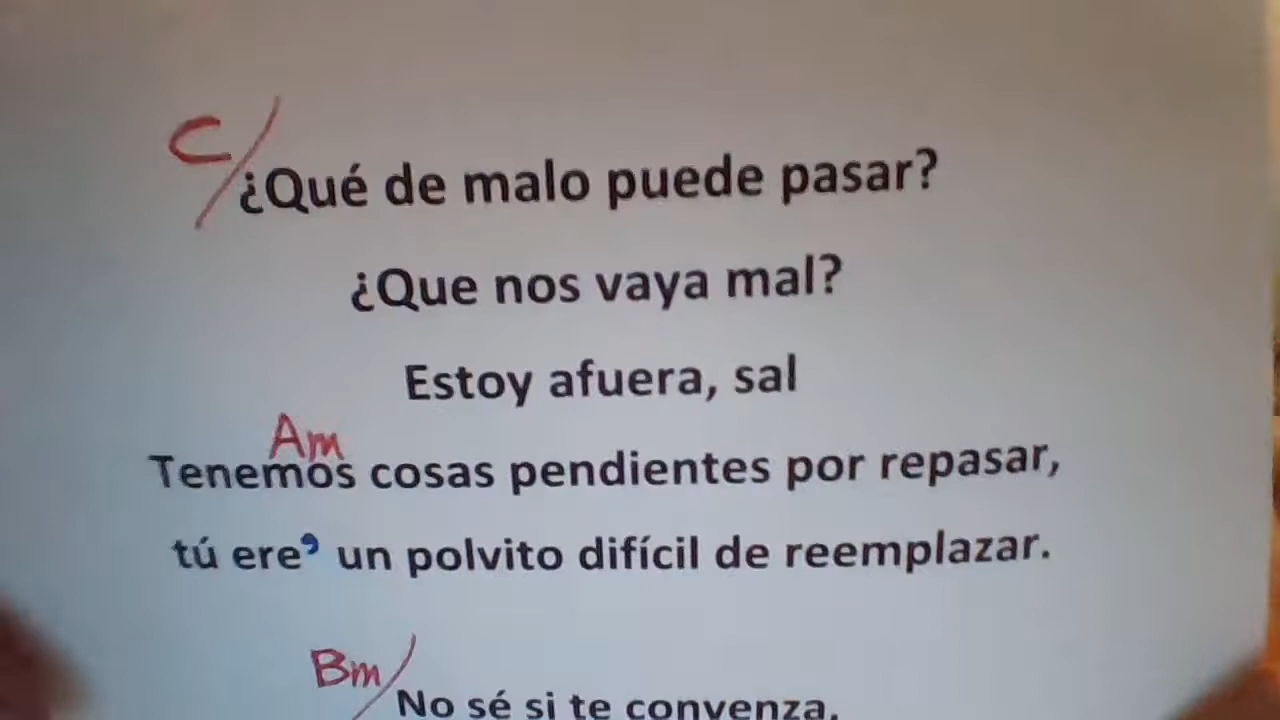 C/
¿Qué de malo puede pasar?
¿Que nos vaya mal?
Estoy afuera, sal
Am
Tenemos cosas pendientes por repasar,
tú ere’ un polvito difícil de reemplazar.
Bm/
No sé si te convenza,